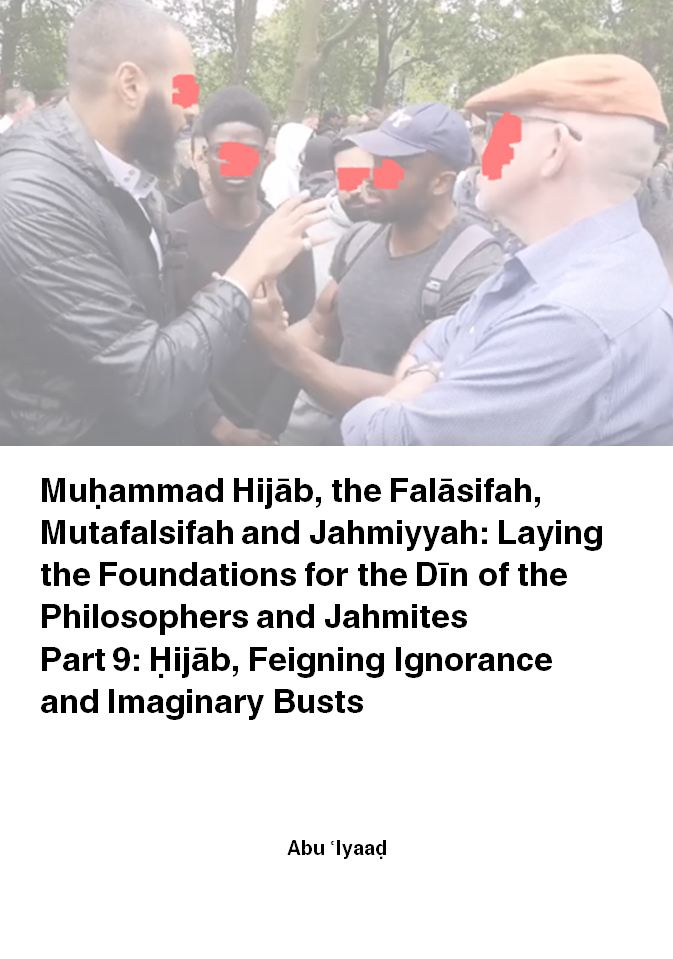 Muḥammad Hijāb, the Falāsifah,
Mutafalsifah and Jahmiyyah: Laying
the Foundations for the Dīn of the
Philosophers and Jahmites
Part 9: Ḥijāb, Feigning Ignorance
and Imaginary Busts
Abu ʿIyaaḍ